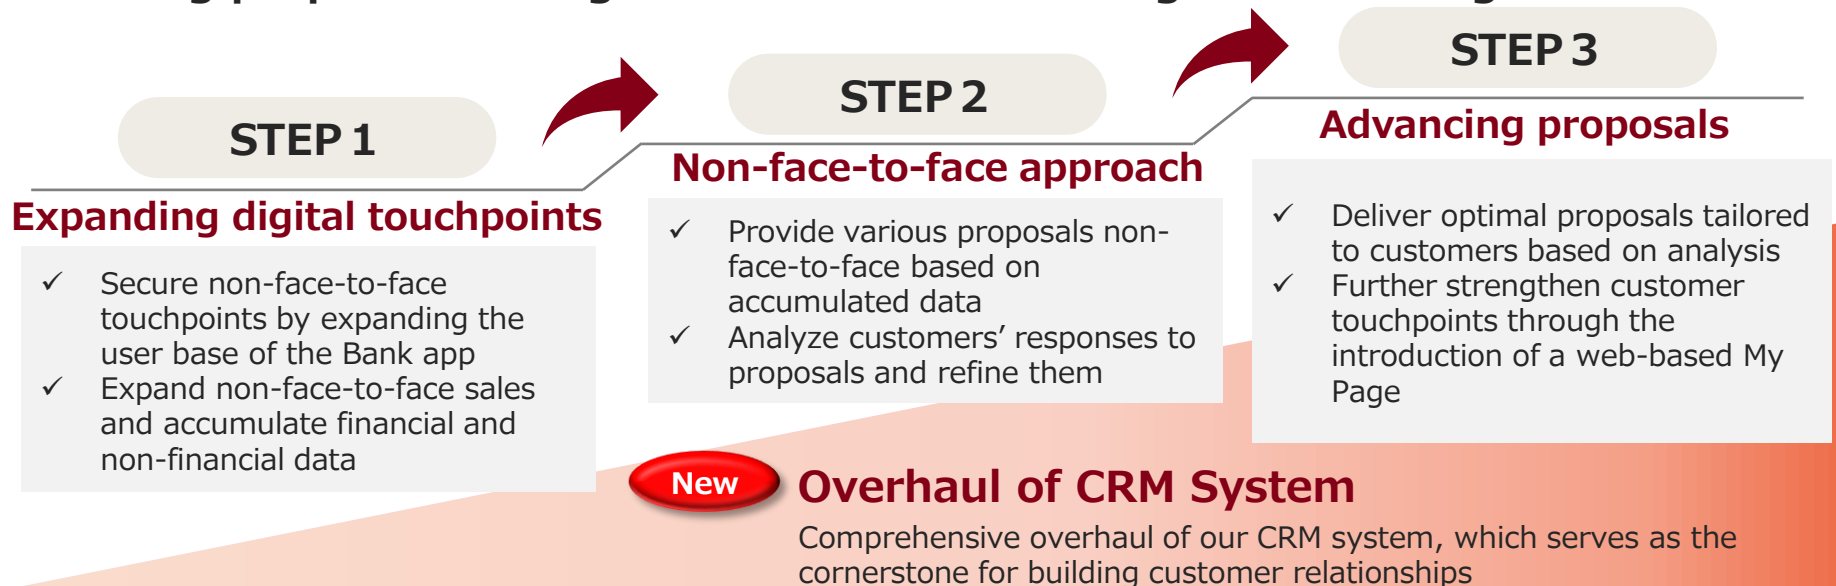 STEP 1
Expanding digital touchpoints
✓ Secure non-face-to-face
touchpoints by expanding the
user base of the Bank app
✓ Expand non-face-to-face sales
and accumulate financial and
non-financial data
STEP 2
Non-face-to-face approach
✓ Provide various proposals non-
face-to-face based on
accumulated data
✓ Analyze customers’ responses to
proposals and refine them
STEP 3
Advancing proposals
✓ Deliver optimal proposals tailored
to customers based on analysis
✓ Further strengthen customer
touchpoints through the
introduction of a web-based My
Page
New
Overhaul of CRM System
Comprehensive overhaul of our CRM system, which serves as the
cornerstone for building customer relationships